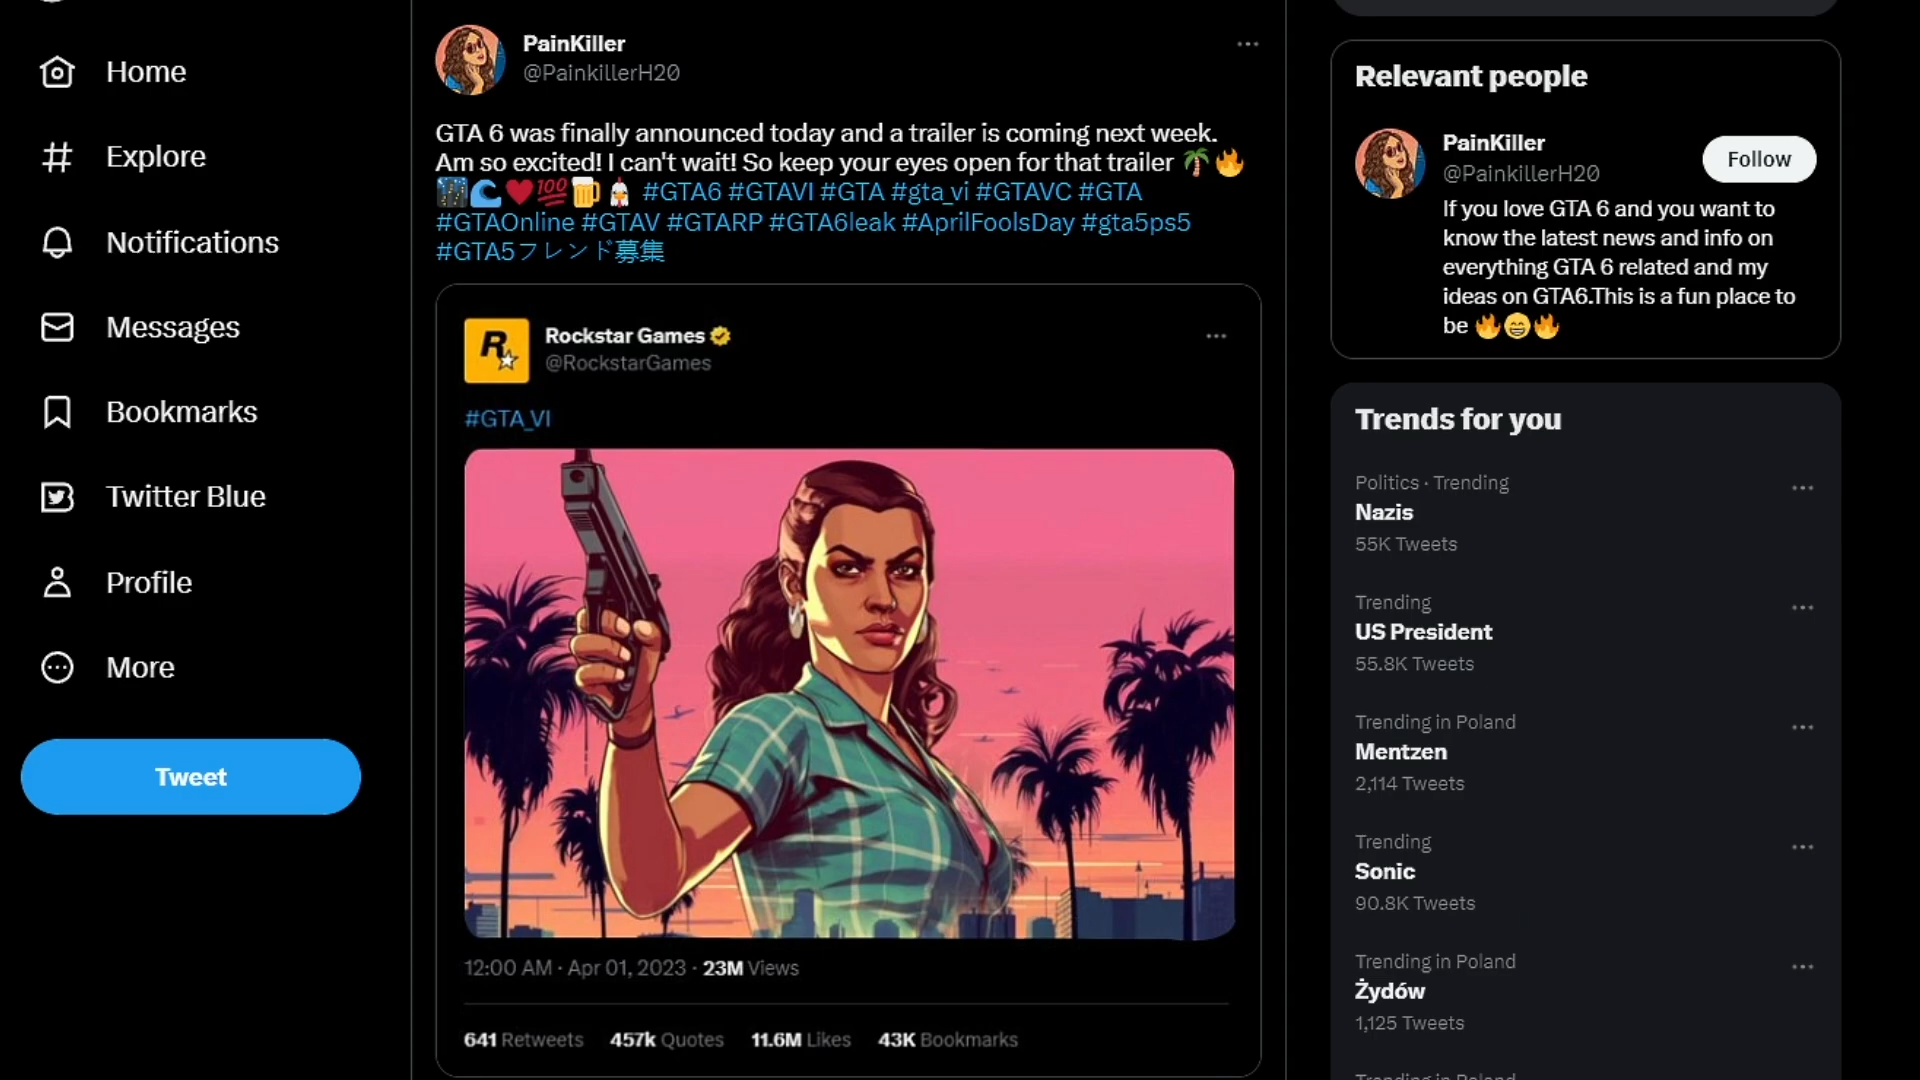 Home
Explore
Notifications
Messages
Bookmarks
Twitter Blue
Profile
More
Tweet
PainKiller
@PainkillerH20
GTA 6 was finally announced today and a trailer is coming next week.
Am so excited! I can't wait! So keep your eyes open for that trailer 🌴🔥
🌃🌊❤️💯🍺🐔 #GTA6 #GTAVI #GTA #gta_vi #GTAVC #GTA
#GTAOnline #GTAV #GTARP #GTA6leak #AprilFoolsDay #gta5ps5
#GTA5フレンド募集
R
Rockstar Games
@RockstarGames
#GTA_VI
12:00 AM · Apr 01, 2023 · 23M Views
641 Retweets 457k Quotes 11.6M Likes 43K Bookmarks
Relevant people
PainKiller
@PainkillerH20
Follow
If you love GTA 6 and you want to
know the latest news and info on
everything GTA 6 related and my
ideas on GTA6.This is a fun place to
be 🔥😁🔥
Trends for you
Politics · Trending
Nazis
55K Tweets
Trending
US President
55.8K Tweets
Trending in Poland
Mentzen
2,114 Tweets
Trending
Sonic
90.8K Tweets
Trending in Poland
Żydów
1,125 Tweets
Trending in Poland